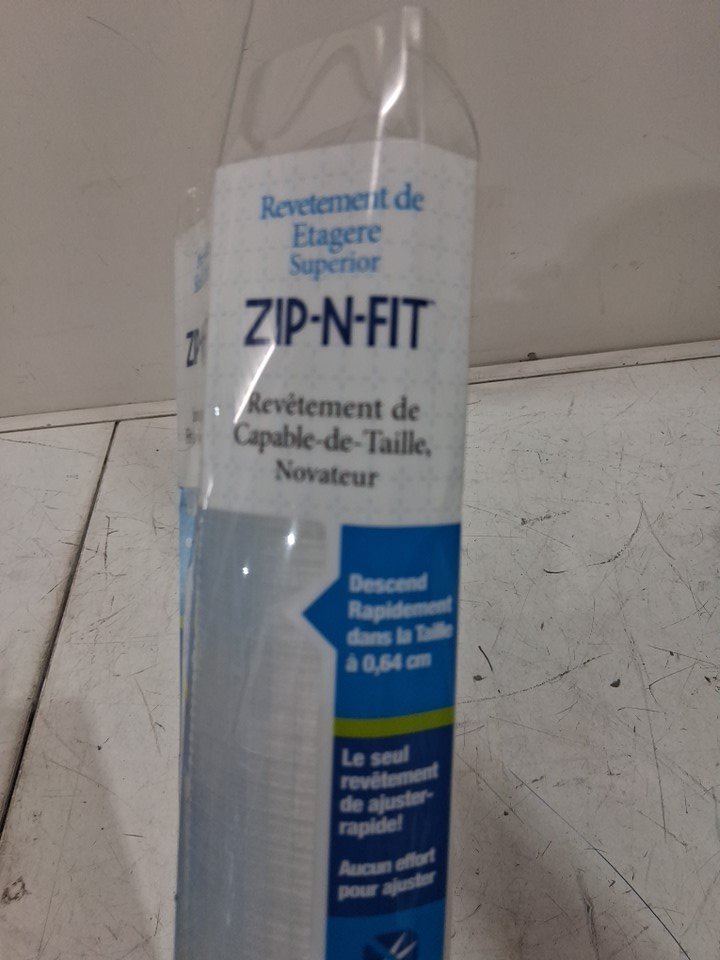 Revetement de
Etagere
Superior
ZIP-N-FIT™
Revêtement de
Capable-de-Taille,
Novateur
Descend
Rapidement
dans la Taille
à 0,64 cm
Le seul
revêtement
de ajuster-
rapide!
Aucun effort
pour ajuster